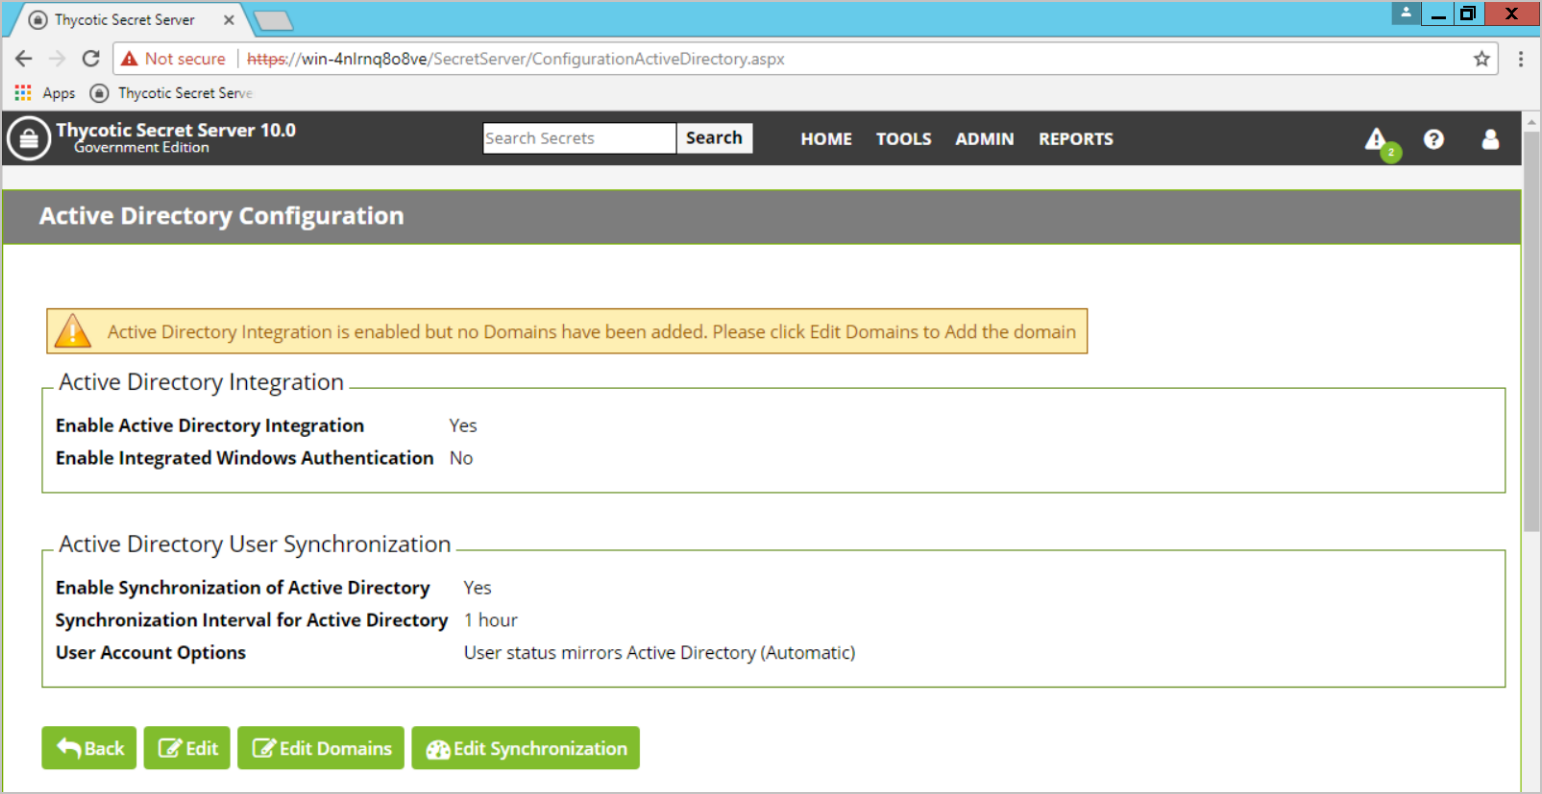 Thycotic Secret Server
Not secure https://win-4nlrnq8o8ve/SecretServer/ConfigurationActiveDirectory.aspx
Apps Thycotic Secret Serve
Thycotic Secret Server 10.0
Government Edition
Search Secrets Search HOME TOOLS ADMIN REPORTS 2
Active Directory Configuration
Active Directory Integration is enabled but no Domains have been added. Please click Edit Domains to Add the domain
Active Directory Integration
Enable Active Directory Integration Yes
Enable Integrated Windows Authentication No
Active Directory User Synchronization
Enable Synchronization of Active Directory Yes
Synchronization Interval for Active Directory 1 hour
User Account Options User status mirrors Active Directory (Automatic)
Back Edit Edit Domains Edit Synchronization